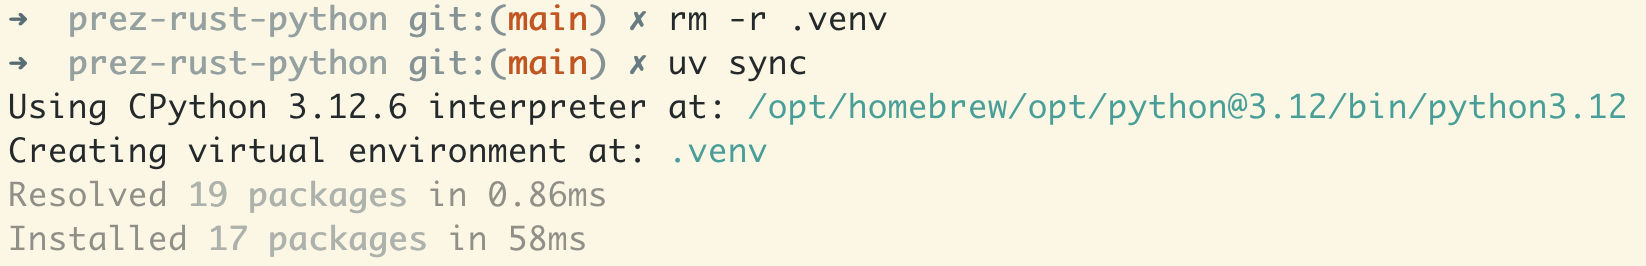 ➜  prez-rust-python git:(main) ✗ rm -r .venv
➜  prez-rust-python git:(main) ✗ uv sync
Using CPython 3.12.6 interpreter at: /opt/homebrew/opt/python@3.12/bin/python3.12
Creating virtual environment at: .venv
Resolved 19 packages in 0.86ms
Installed 17 packages in 58ms